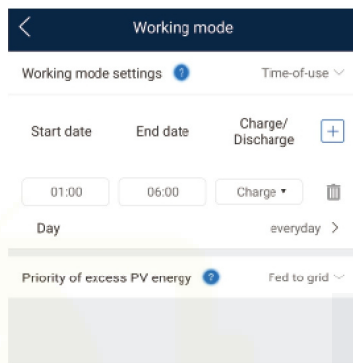 Working mode
Working mode settings ? Time-of-use
Start date End date Charge/
Discharge
01:00 06:00 Charge
Day everyday
Priority of excess PV energy ? Fed to grid